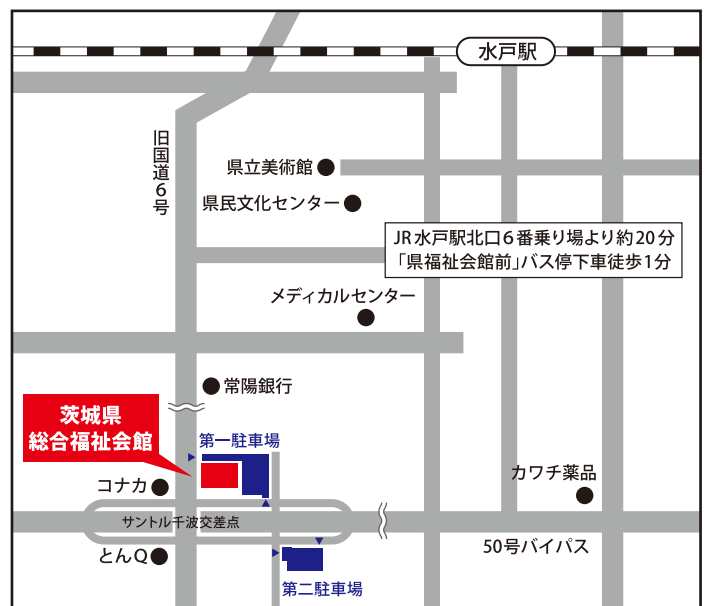 水戸駅
旧国道6号
県立美術館
県民文化センター
JR水戸駅北口6番乗り場より約20分
「県福祉会館前」バス停下車徒歩1分
メディカルセンター
常陽銀行
茨城県
総合福祉会館
第一駐車場
カワチ薬品
コナカ
サントル千波交差点
50号バイパス
とんQ
第二駐車場